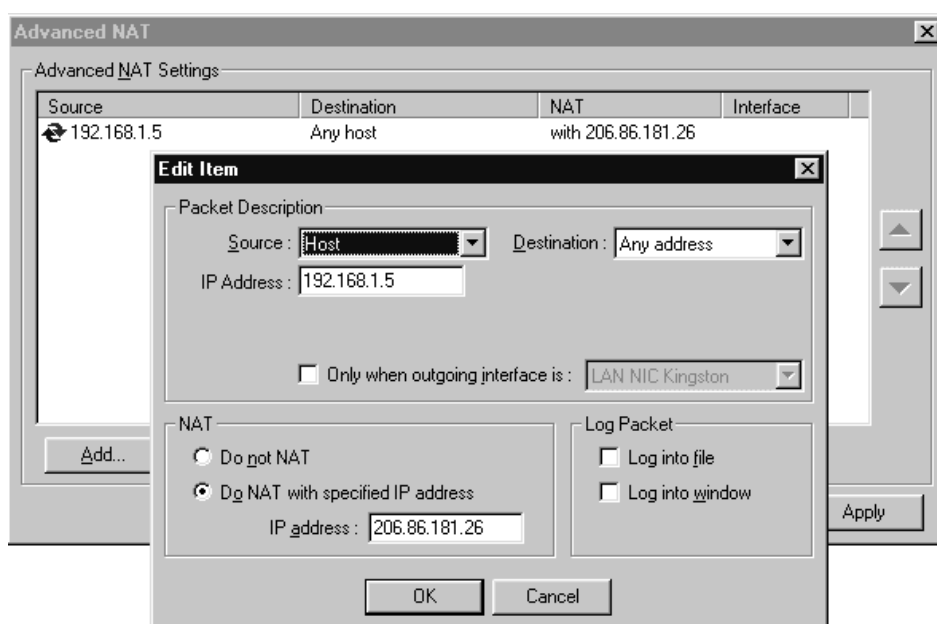 Advanced NAT
Advanced NAT Settings
Source Destination NAT Interface
192.168.1.5 Any host with 206.86.181.26
Edit Item
Packet Description
Source : Host Destination : Any address
IP Address : 192.168.1.5
Only when outgoing interface is : LAN NIC Kingston
NAT
Log Packet
Do not NAT
Log into file
Do NAT with specified IP address
Log into window
IP address : 206.86.181.26
Add...
Apply
OK Cancel